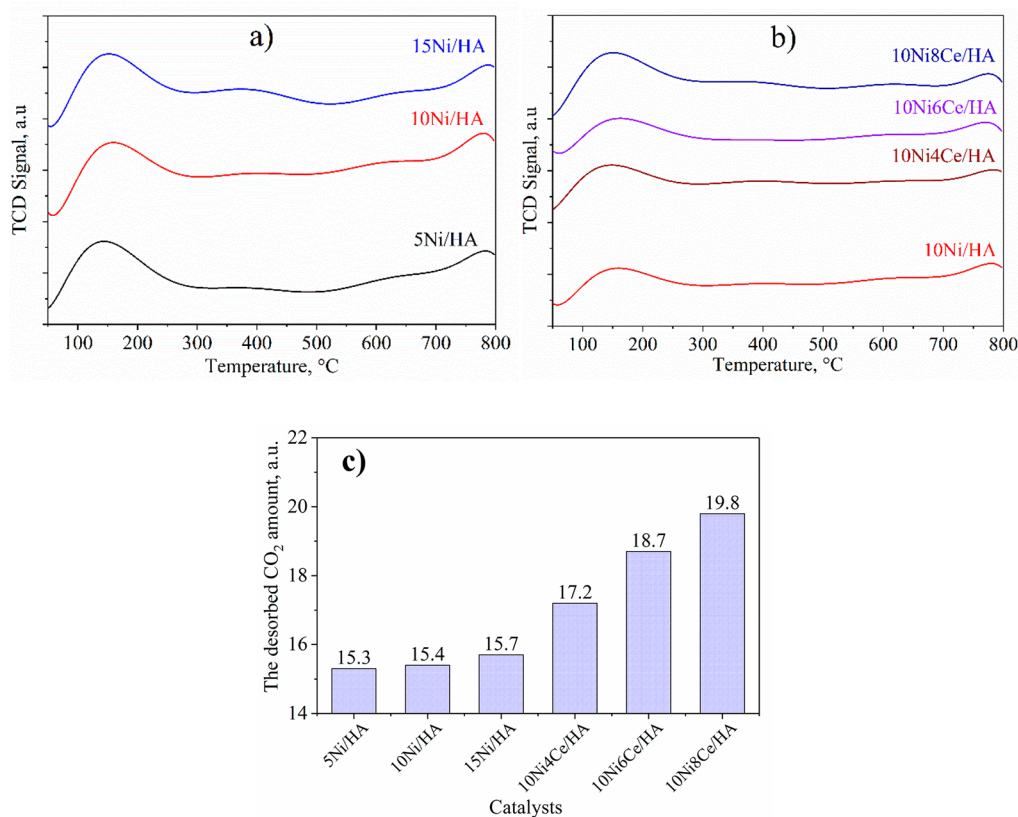 a)
15Ni/HA
10Ni/HA
5Ni/HA
TCD Signal, a.u
100 200 300 400 500 600 700 800
Temperature, °C
b)
10Ni8Ce/HA
10Ni6Ce/HA
10Ni4Ce/HA
10Ni/HA
TCD Signal, a.u
100 200 300 400 500 600 700 800
Temperature, °C
c)
The desorbed CO₂ amount, a.u.
22
20
18
16
14
15.3
15.4
15.7
17.2
18.7
19.8
5Ni/HA
10Ni/HA
15Ni/HA
10Ni4Ce/HA
10Ni6Ce/HA
10Ni8Ce/HA
Catalysts